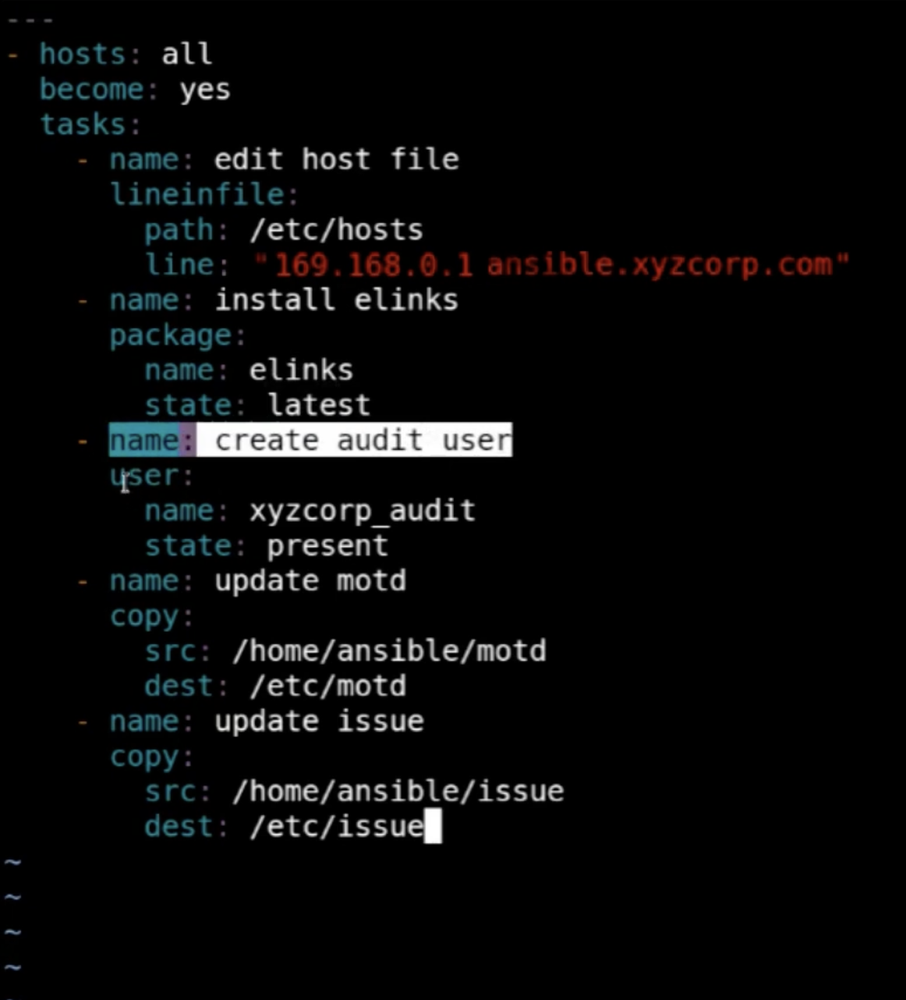 ---
- hosts: all
  become: yes
  tasks:
    - name: edit host file
      lineinfile:
        path: /etc/hosts
        line: "169.168.0.1 ansible.xyzcorp.com"
    - name: install elinks
      package:
        name: elinks
        state: latest
    - name: create audit user
      user:
        name: xyzcorp_audit
        state: present
    - name: update motd
      copy:
        src: /home/ansible/motd
        dest: /etc/motd
    - name: update issue
      copy:
        src: /home/ansible/issue
        dest: /etc/issue
~
~
~
~